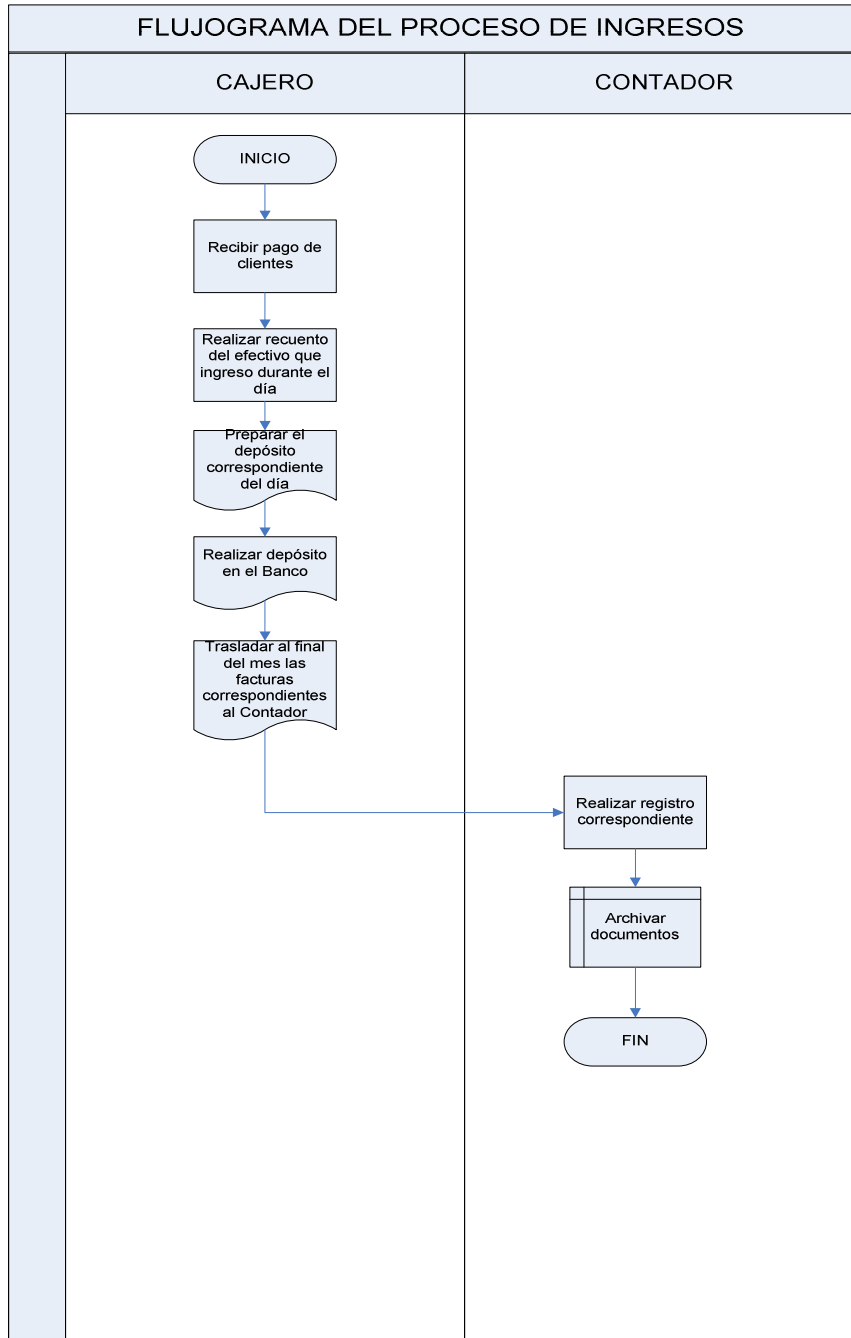 FLUJOGRAMA DEL PROCESO DE INGRESOS
CAJERO
CONTADOR
INICIO
Recibir pago de
clientes
Realizar recuento
del efectivo que
ingreso durante el
día
Preparar el
depósito
correspondiente
del día
Realizar depósito
en el Banco
Trasladar al final
del mes las
facturas
correspondientes
al Contador
Realizar registro
correspondiente
Archivar
documentos
FIN